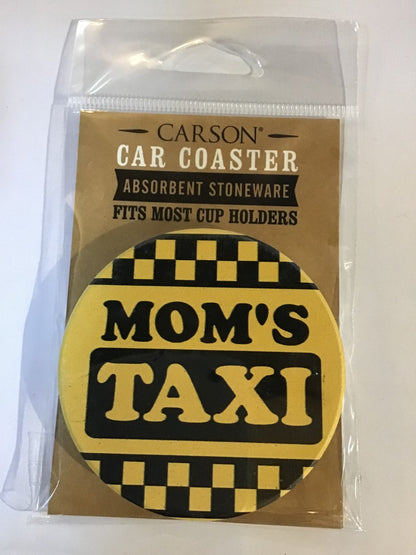 CARSON®
CAR COASTER
ABSORBENT STONEWARE
FITS MOST CUP HOLDERS
MOM'S
TAXI